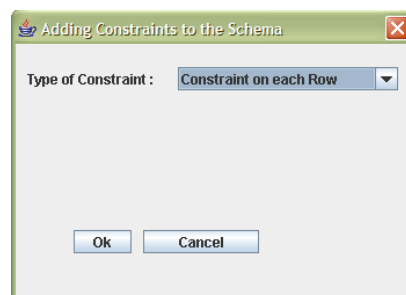 Adding Constraints to the Schema
Type of Constraint : Constraint on each Row
Ok Cancel